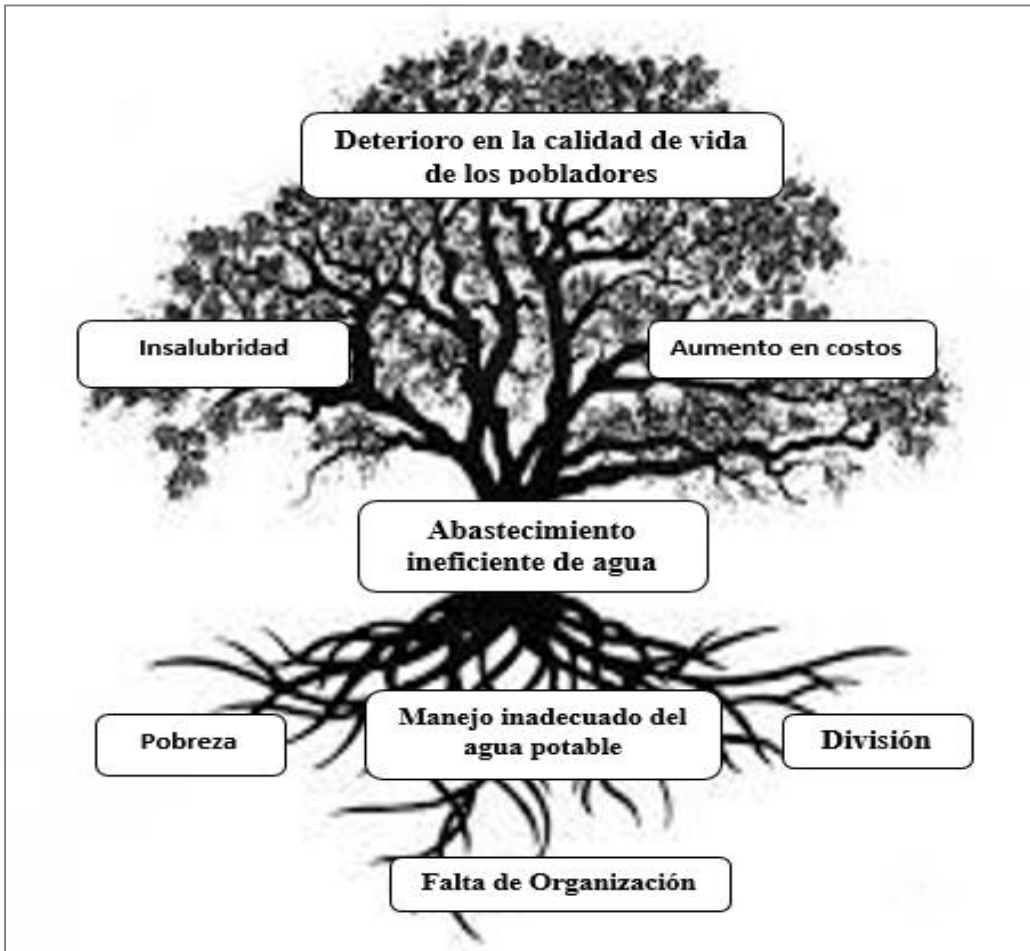 Deterioro en la calidad de vida
de los pobladores
Insalubridad
Aumento en costos
Abastecimiento
ineficiente de agua
Pobreza
Manejo inadecuado del
agua potable
División
Falta de Organización